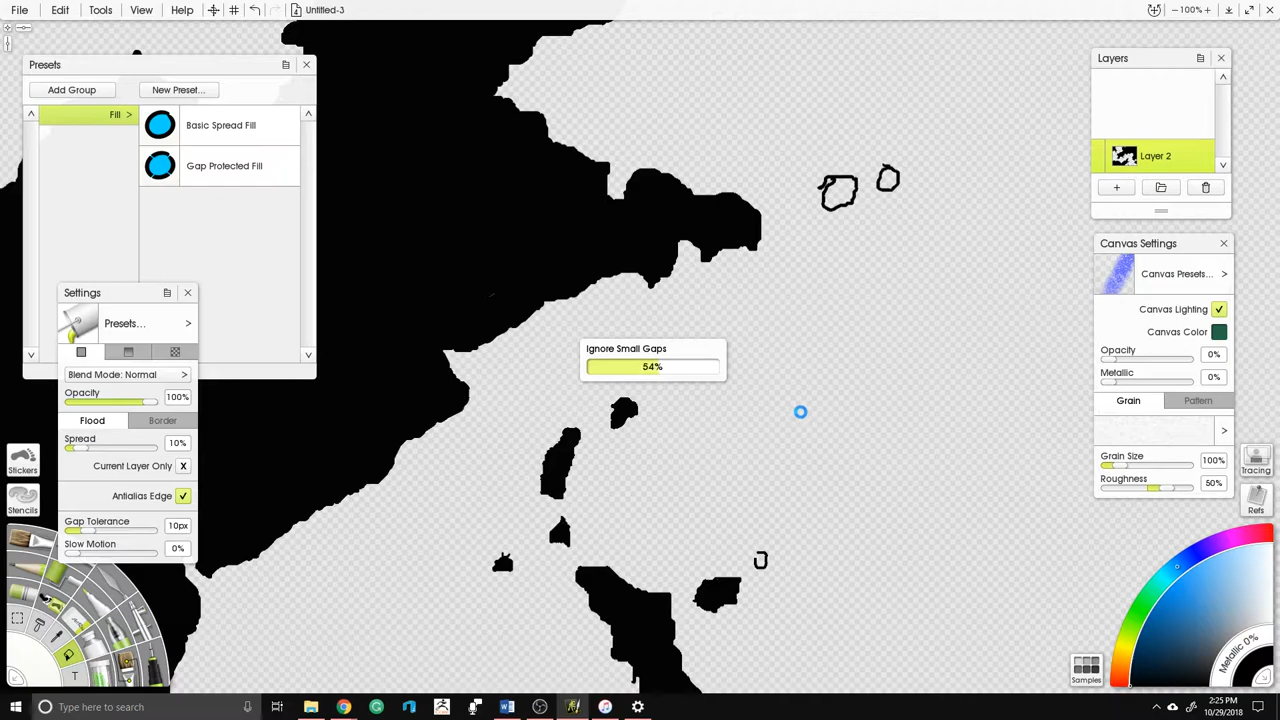 File Edit Tools View Help Untitled-3 100%
Presets
Add Group New Preset...
Fill >
Basic Spread Fill
Gap Protected Fill
Settings
Presets... >
Blend Mode: Normal >
Opacity 100%
Flood Border
Spread 10%
Current Layer Only X
Antialias Edge
Gap Tolerance 10px
Slow Motion 0%
Stickers
Stencils
T
Ignore Small Gaps
54%
Layers
Layer 2
+
Canvas Settings
Canvas Presets... >
Canvas Lighting
Canvas Color
Opacity 0%
Metallic 0%
Grain Pattern
>
Grain Size 100%
Roughness 50%
Tracing
Refs
Metallic 0%
Samples
Type here to search
2:25 PM
10/29/2018